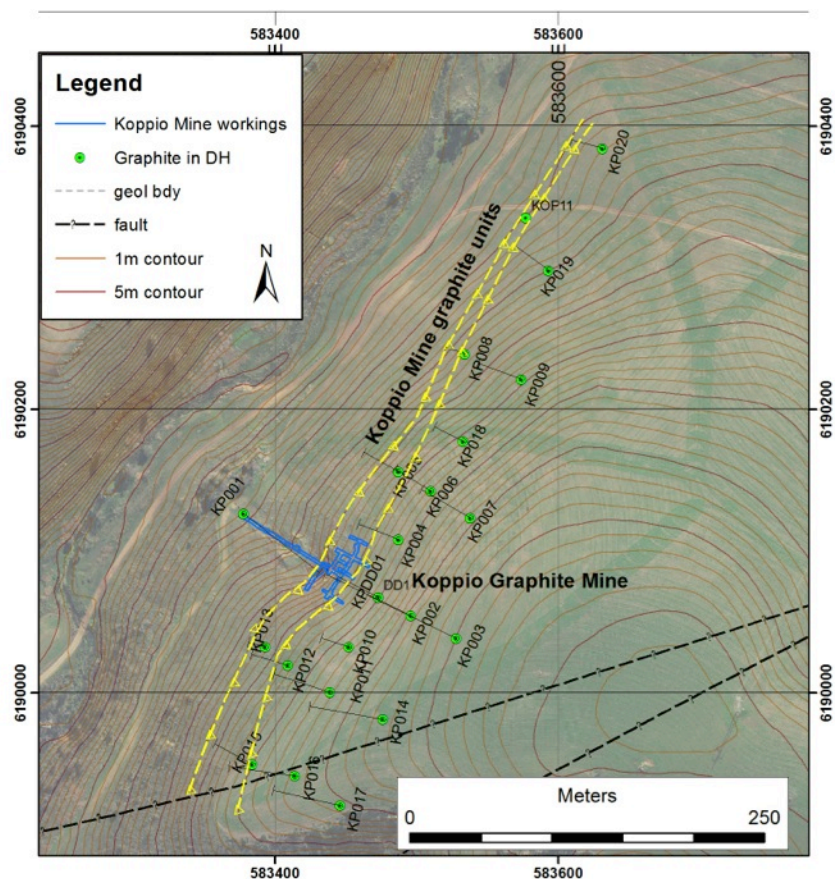 583400
583600
583600
6190400
6190400
Legend
Koppio Mine workings
Graphite in DH
geol bdy
fault
1m contour
5m contour
N
KP020
KOP11
KP019
Koppio Mine graphite units
KP008
KP009
6190200
6190200
KP018
KP006
KP007
KP001
KP004
KPDD01
DD1
Koppio Graphite Mine
KP002
KP003
KP013
KP010
KP012
KP011
6190000
6190000
KP014
KP015
KP016
KP017
Meters
0
250
583400
583600